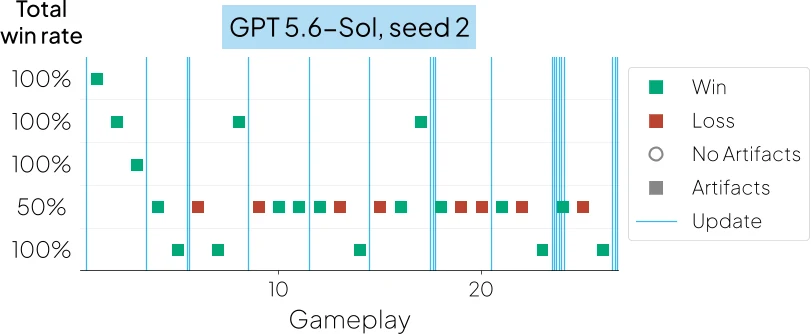 Total
win rate
GPT 5.6–Sol, seed 2
100%
100%
100%
50%
100%
10
20
Gameplay
Win
Loss
No Artifacts
Artifacts
Update